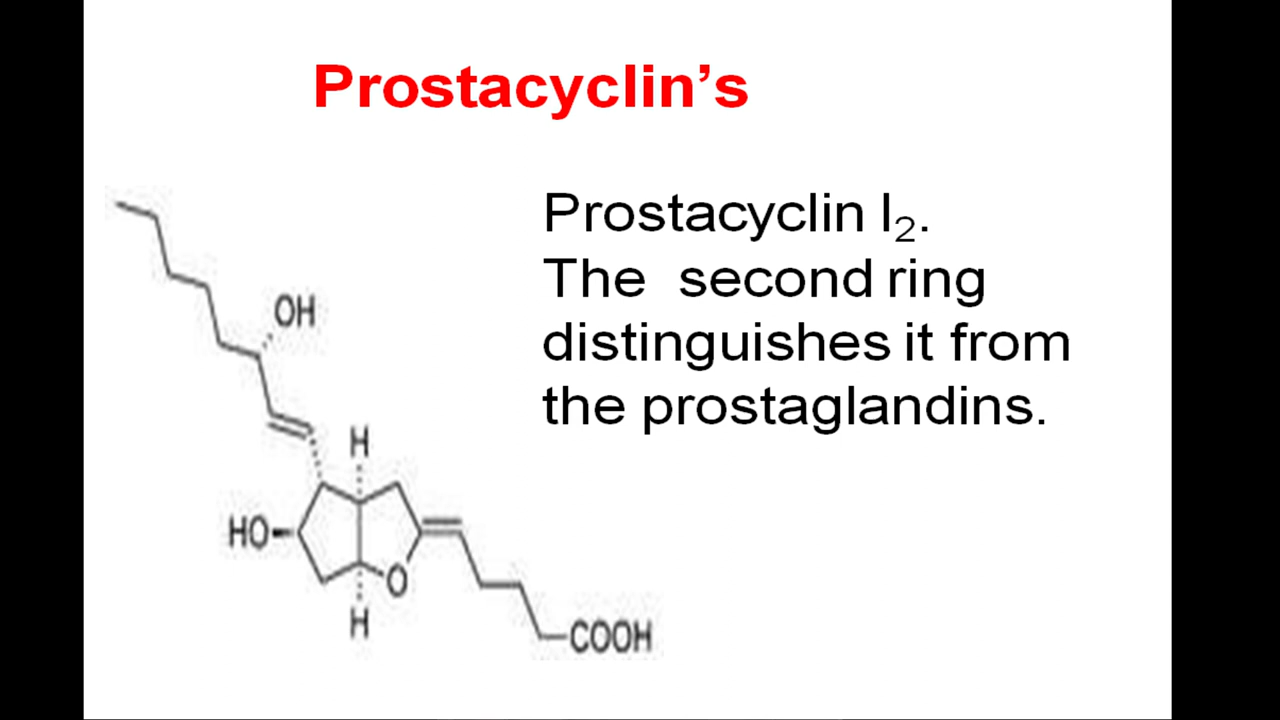 Prostacyclin’s
Prostacyclin I₂.
The second ring
distinguishes it from
the prostaglandins.
OH
H
HO
O
H
COOH